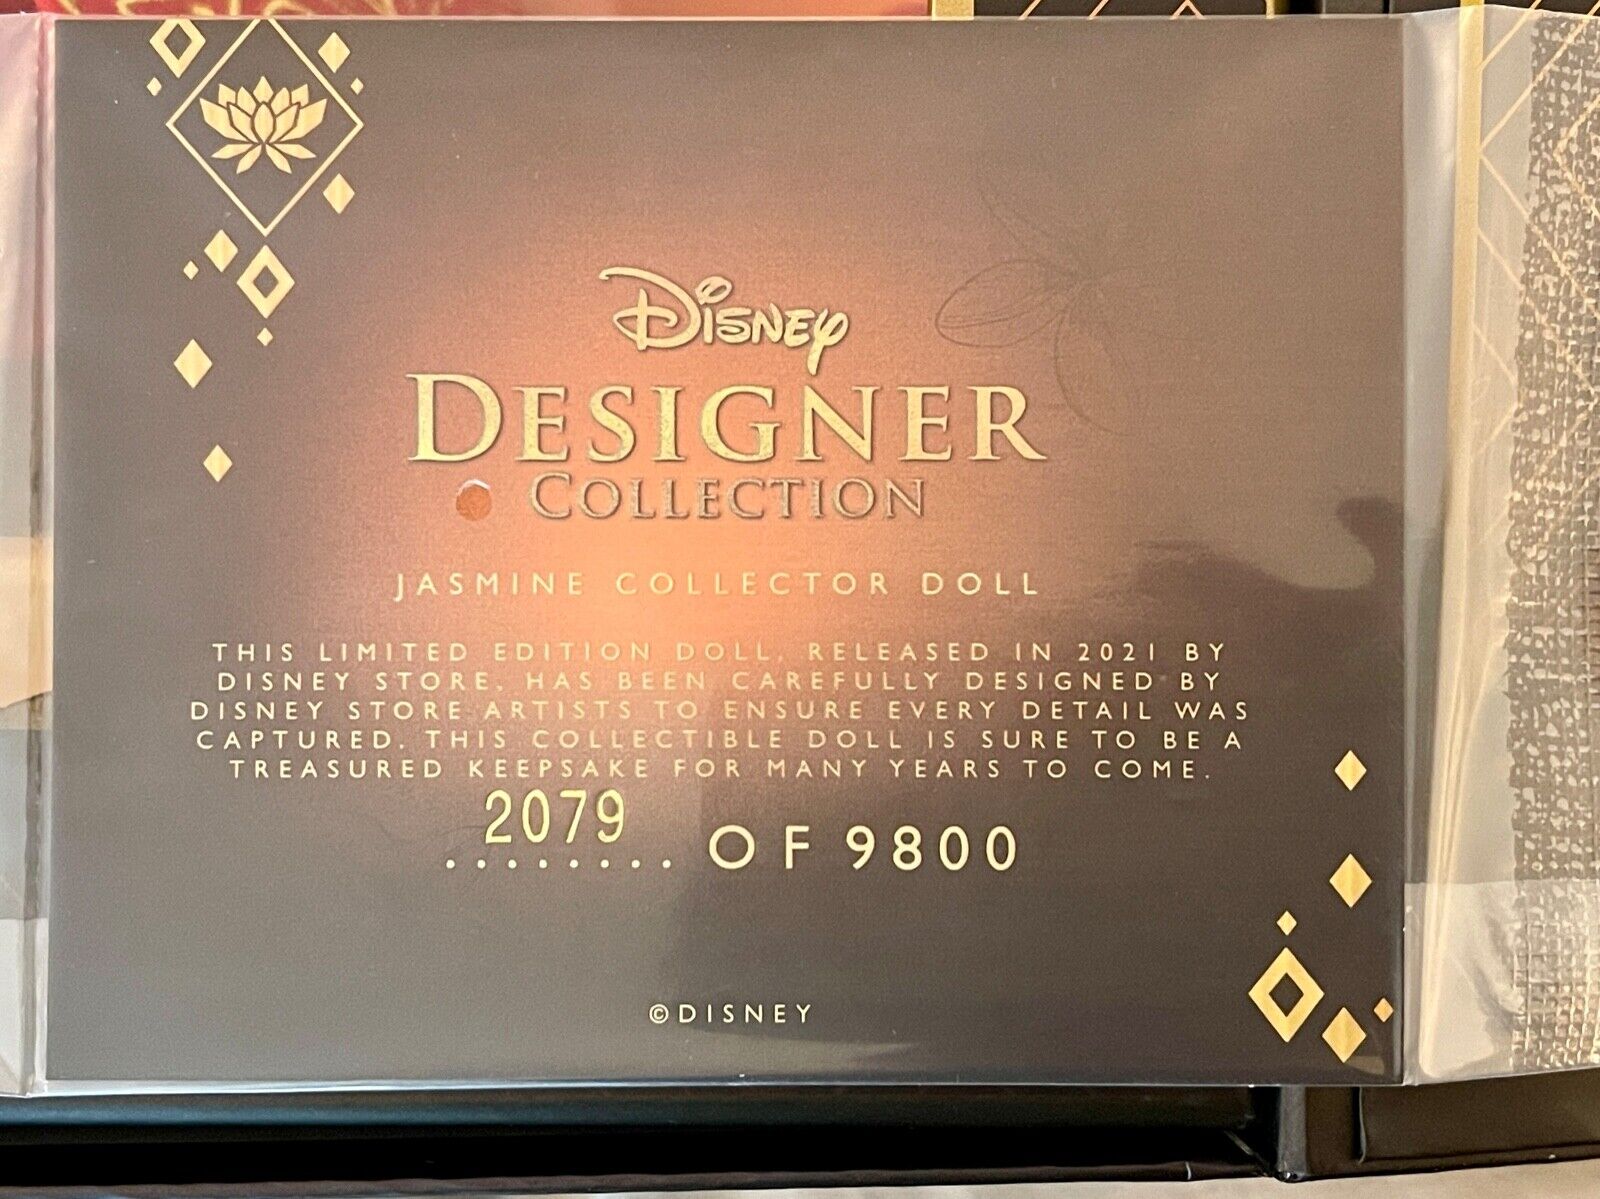 Disney
DESIGNER
COLLECTION
JASMINE COLLECTOR DOLL
THIS LIMITED EDITION DOLL, RELEASED IN 2021 BY
DISNEY STORE, HAS BEEN CAREFULLY DESIGNED BY
DISNEY STORE ARTISTS TO ENSURE EVERY DETAIL WAS
CAPTURED. THIS COLLECTIBLE DOLL IS SURE TO BE A
TREASURED KEEPSAKE FOR MANY YEARS TO COME.
2079 ........ OF 9800
©DISNEY